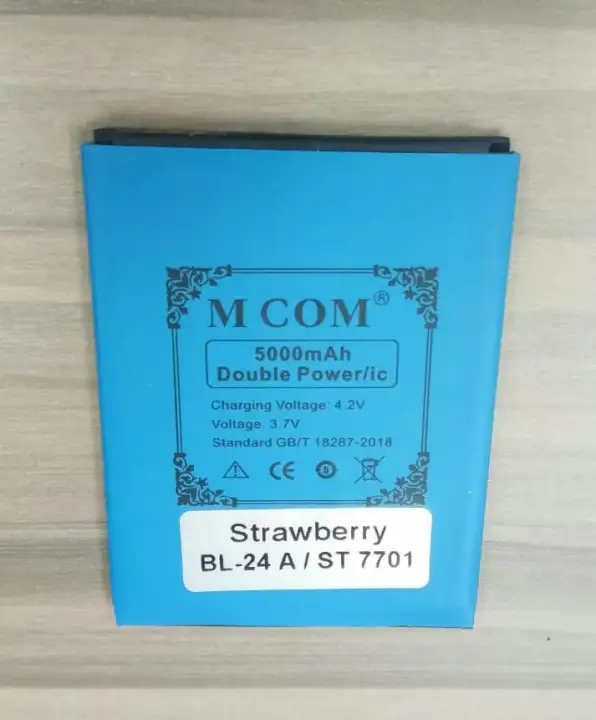 M COM®
5000mAh
Double Power/ic
Charging Voltage: 4.2V
Voltage: 3.7V
Standard GB/T 18287-2018
CE
5
Strawberry
BL-24 A / ST 7701